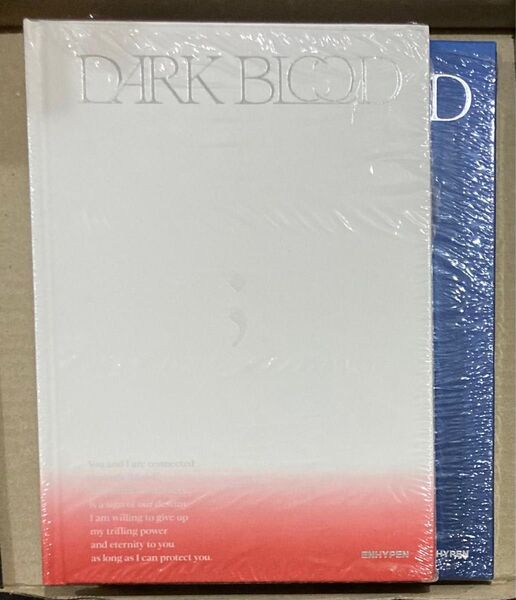 DARK BLOOD
D
;
You and I are connected
is a sign of our destiny.
I am willing to give up
my trifling power
and eternity to you
as long as I can protect you.
ENHYPEN
HYPEN